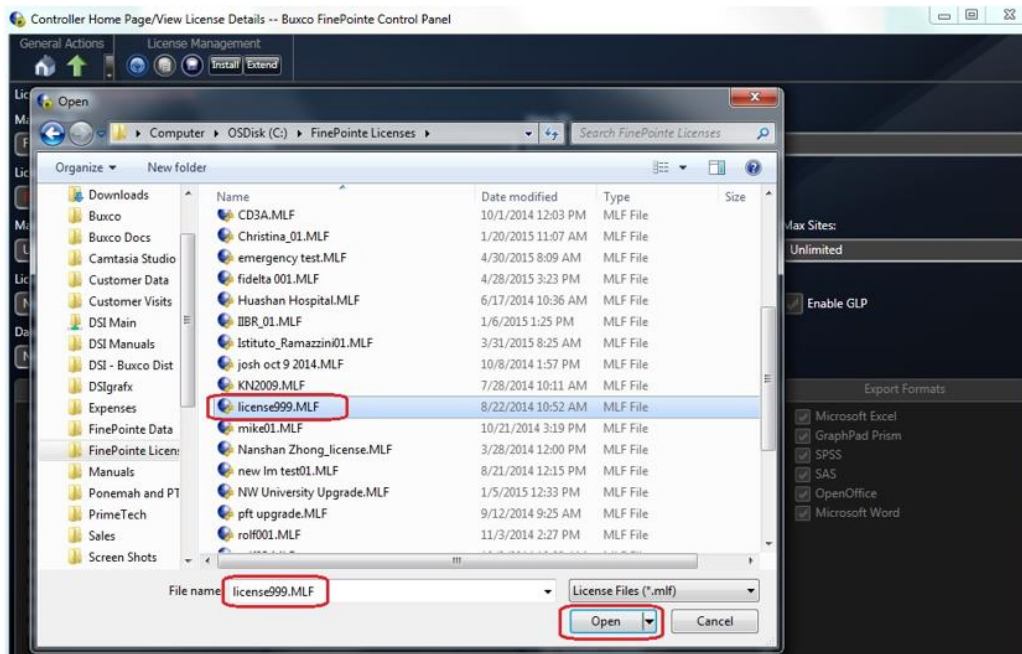 Controller Home Page/View License Details -- Buxco FinePointe Control Panel
General Actions License Management
Install Extend
Lic
Open
Computer OSDisk (C:) FinePointe Licenses Search FinePointe Licenses
Organize New folder
Name Date modified Type Size
Downloads
Buxco
Buxco Docs
Camtasia Studio
Customer Data
Customer Visits
DSI Main
DSI Manuals
DSI - Buxco Dist
DSIgrafx
Expenses
FinePointe Data
FinePointe Licens
Manuals
Ponemah and PT
PrimeTech
Sales
Screen Shots
CD3A.MLF 10/1/2014 12:03 PM MLF File
Christina_01.MLF 1/20/2015 11:07 AM MLF File
emergency test.MLF 4/30/2015 8:09 AM MLF File
fidelta 001.MLF 4/28/2015 3:23 PM MLF File
Huashan Hospital.MLF 6/17/2014 10:36 AM MLF File
IIBR_01.MLF 1/6/2015 1:25 PM MLF File
Istituto_Ramazzini01.MLF 3/31/2015 8:25 AM MLF File
josh oct 9 2014.MLF 10/8/2014 1:57 PM MLF File
KN2009.MLF 7/28/2014 10:11 AM MLF File
license999.MLF 8/22/2014 10:52 AM MLF File
mike01.MLF 10/21/2014 3:19 PM MLF File
Nanshan Zhong_license.MLF 3/28/2014 12:00 PM MLF File
new lm test01.MLF 8/21/2014 12:15 PM MLF File
NW University Upgrade.MLF 1/5/2015 12:33 PM MLF File
pft upgrade.MLF 9/12/2014 9:25 AM MLF File
rolf001.MLF 11/3/2014 2:27 PM MLF File
File name license999.MLF License Files (*.mlf)
Open Cancel
Max Sites:
Unlimited
Enable GLP
Export Formats
Microsoft Excel
GraphPad Prism
SPSS
SAS
OpenOffice
Microsoft Word